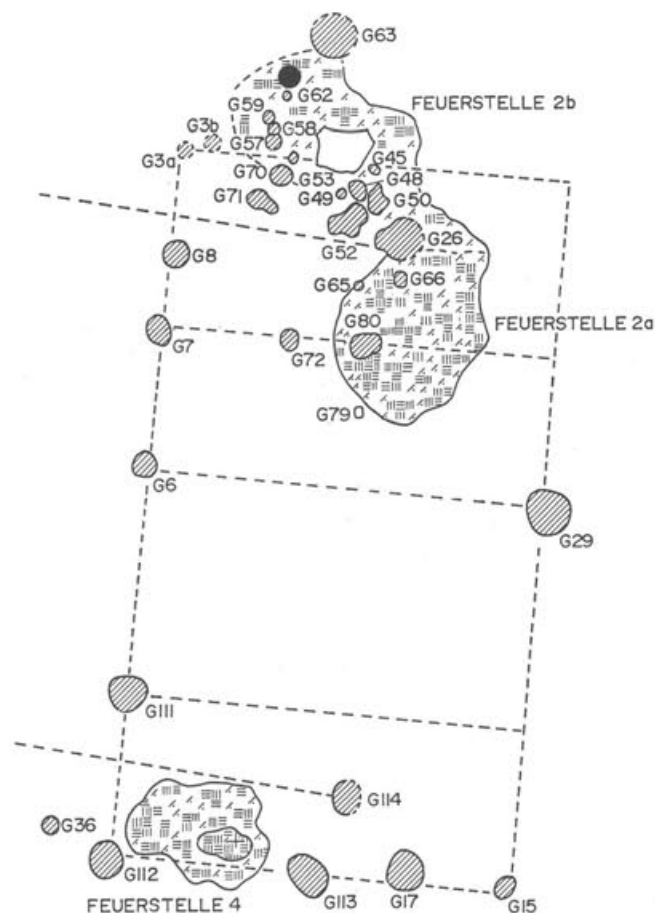 G63
G62
FEUERSTELLE 2b
G59
G58
G3b
G57
G3a
G45
G70
G53
G48
G71
G49
G50
G52
G26
G8
G65
G66
G80
FEUERSTELLE 2a
G7
G72
G79
G6
G29
G111
G114
G36
G112
G113
G17
G15
FEUERSTELLE 4